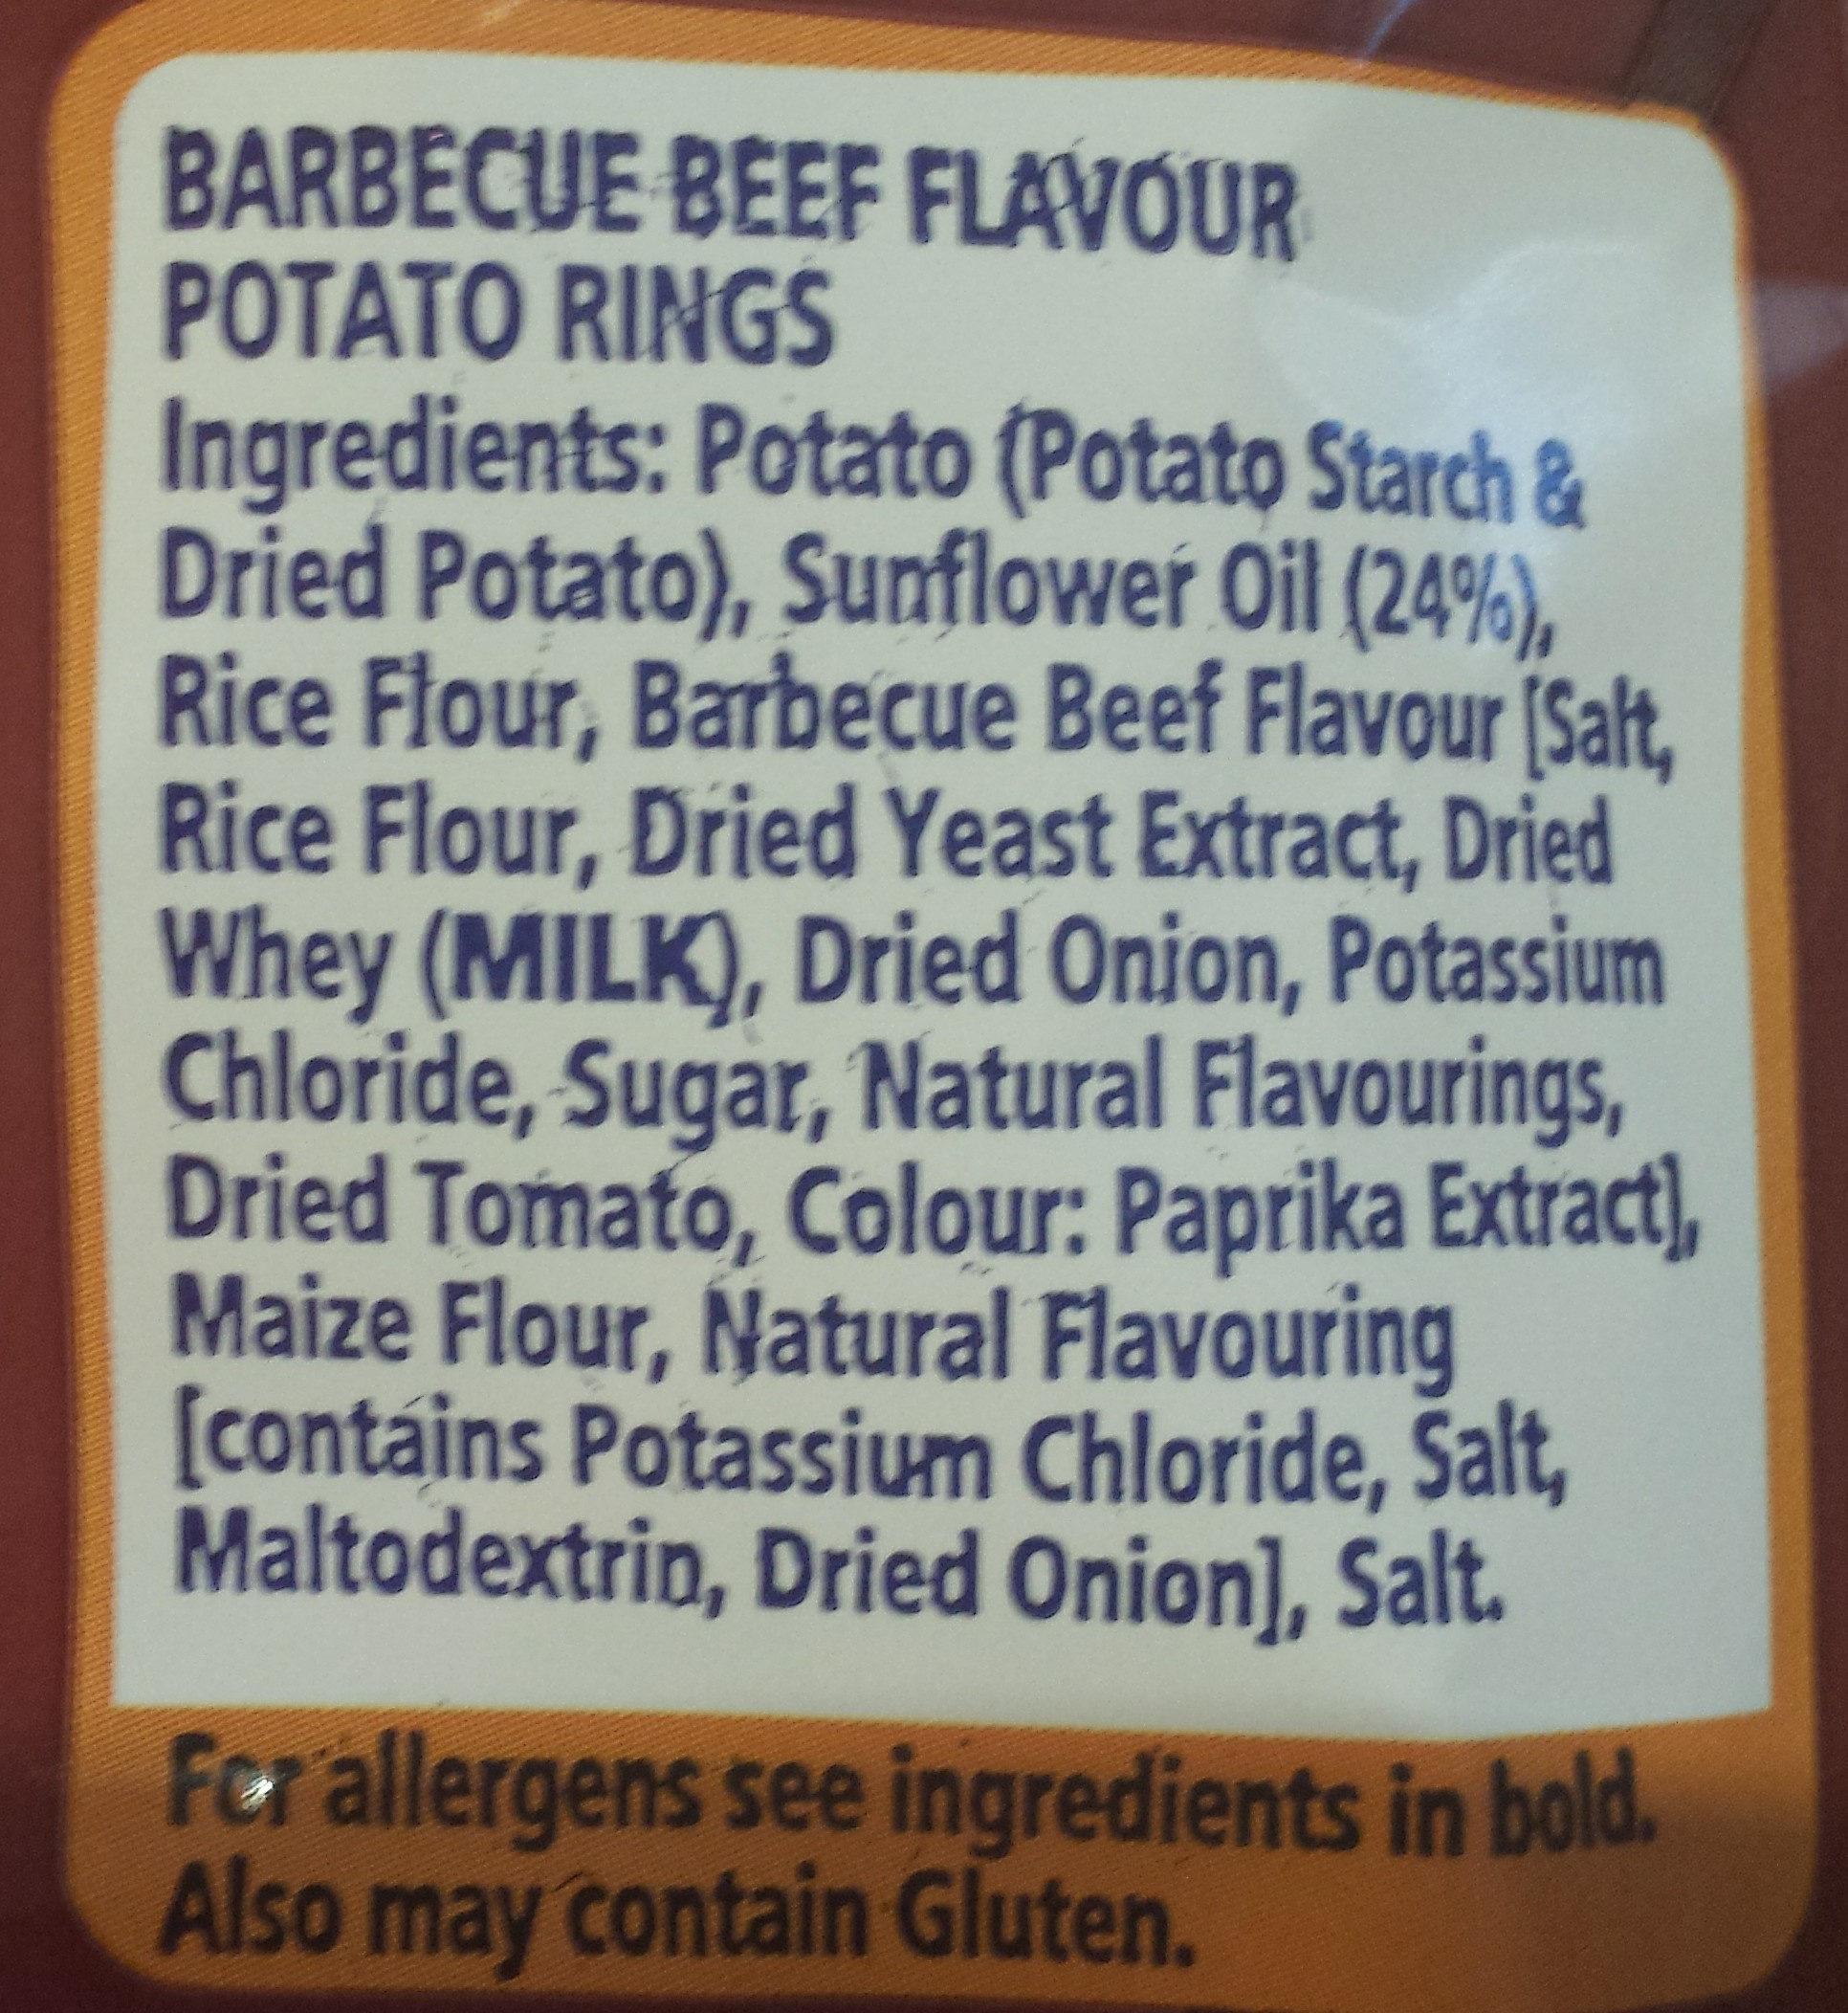 BARBECUE BEEF FLAVOUR
POTATO RINGS
Ingredients: Potato (Potato Starch &
Dried Potato), Sunflower Oil (24%),
Rice Flour, Barbecue Beef Flavour [Salt,
Rice Flour, Dried Yeast Extract, Dried
Whey (MILK), Dried Onion, Potassium
Chloride, Sugar, Natural Flavourings,
Dried Tomato, Colour: Paprika Extract],
Maize Flour, Natural Flavouring
[contains Potassium Chloride, Salt,
Maltodextrin, Dried Onion], Salt.
For allergens see ingredients in bold.
Also may contain Gluten.